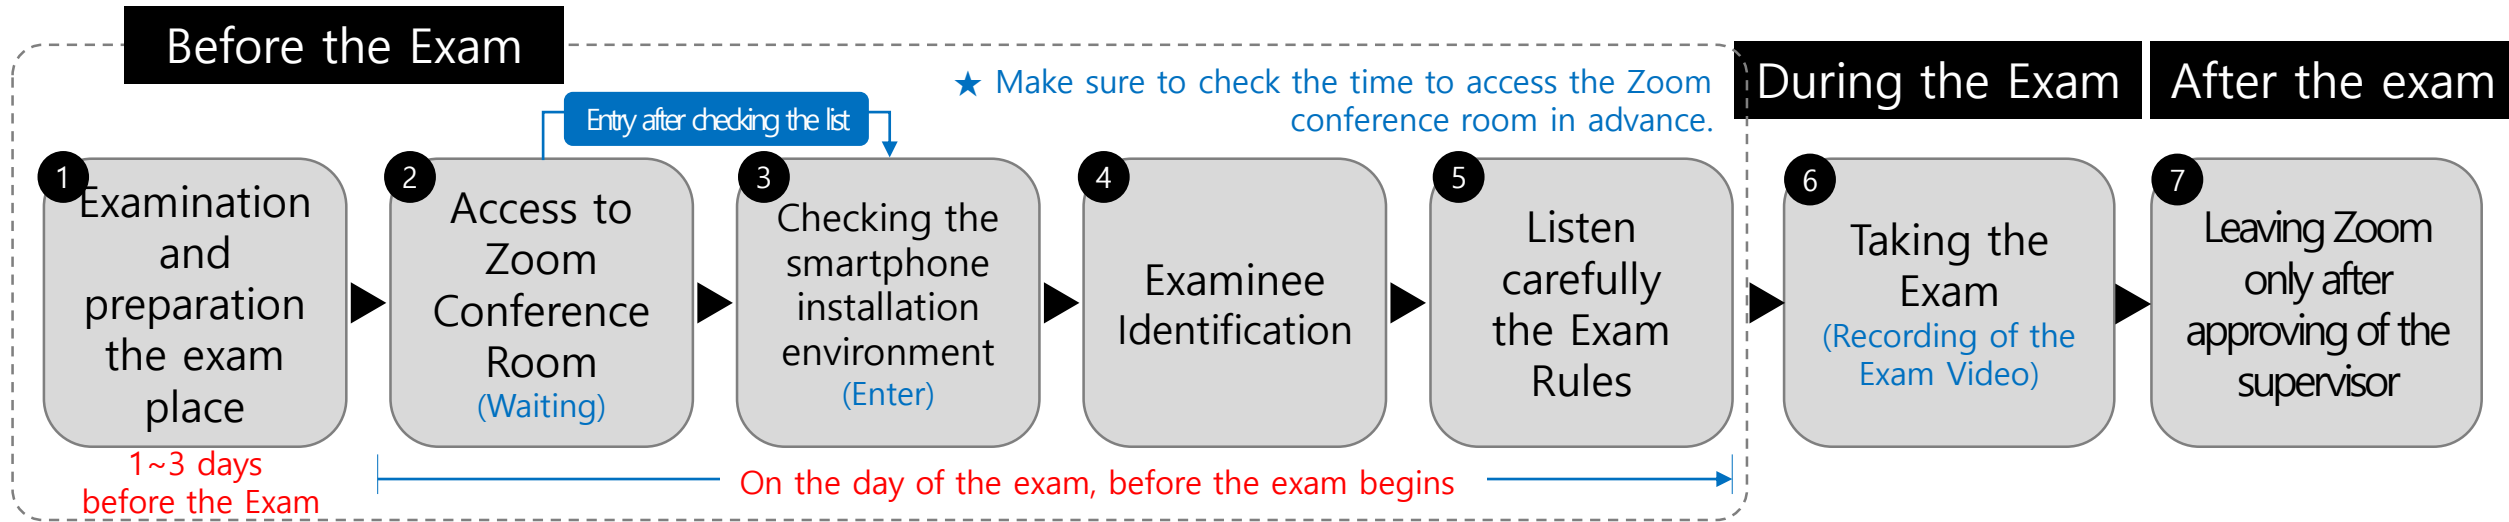 Before the Exam
★ Make sure to check the time to access the Zoom
conference room in advance.
During the Exam
After the exam
Entry after checking the list
1
Examination
and
preparation
the exam
place
1~3 days
before the Exam
2
Access to
Zoom
Conference
Room
(Waiting)
3
Checking the
smartphone
installation
environment
(Enter)
4
Examinee
Identification
5
Listen
carefully
the Exam
Rules
On the day of the exam, before the exam begins
6
Taking the
Exam
(Recording of the
Exam Video)
7
Leaving Zoom
only after
approving of the
supervisor